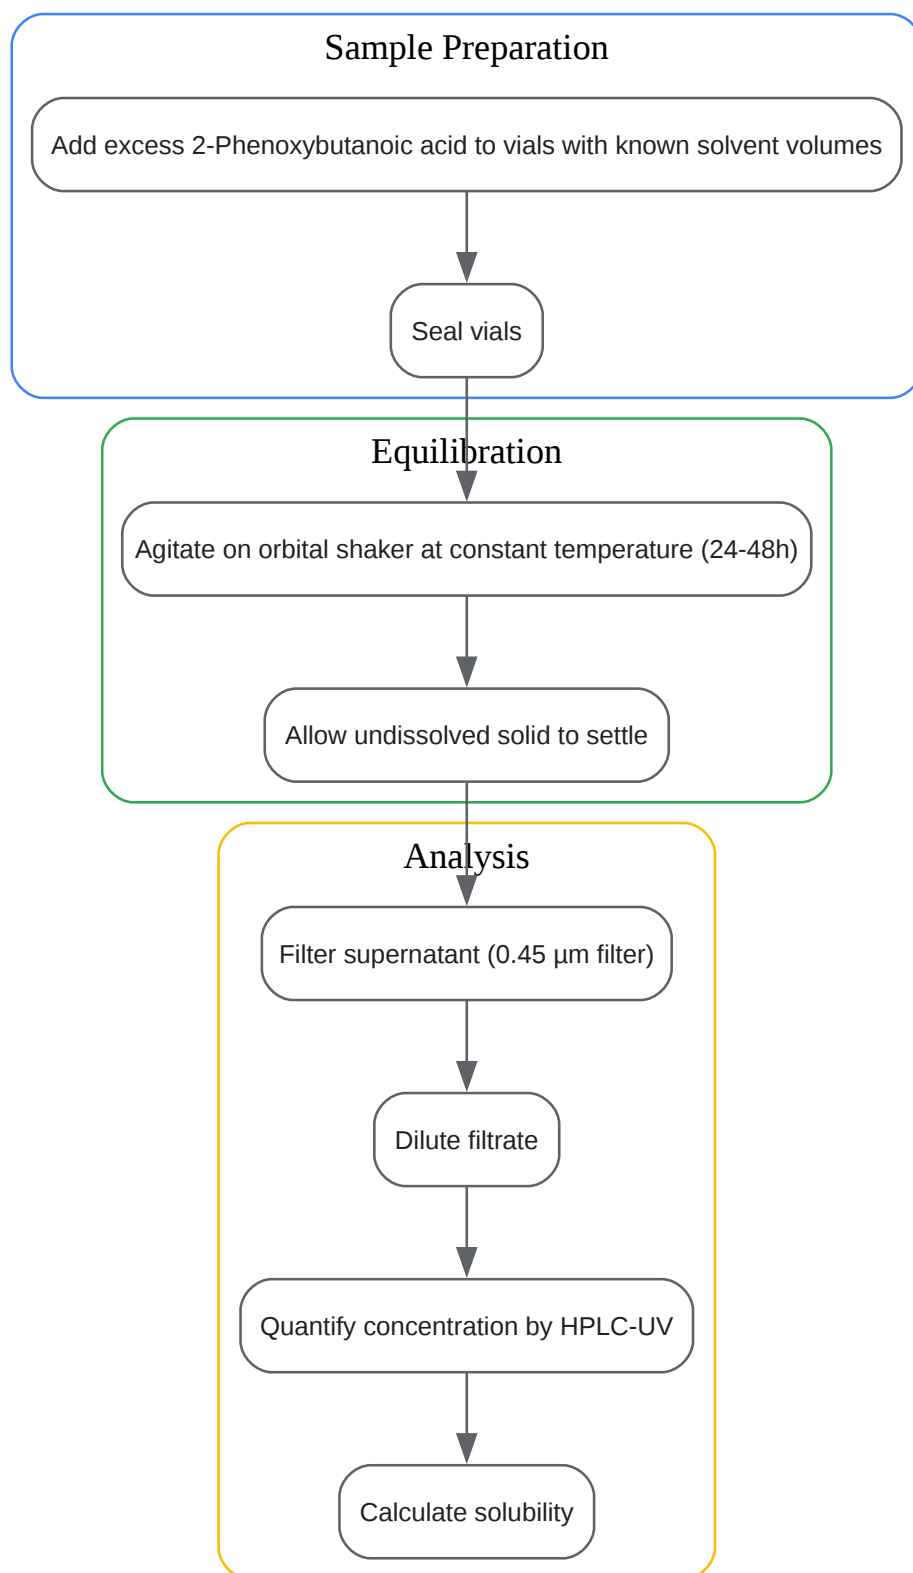 Sample Preparation
Add excess 2-Phenoxybutanoic acid to vials with known solvent volumes
Seal vials
Equilibration
Agitate on orbital shaker at constant temperature (24-48h)
Allow undissolved solid to settle
Analysis
Filter supernatant (0.45 µm filter)
Dilute filtrate
Quantify concentration by HPLC-UV
Calculate solubility